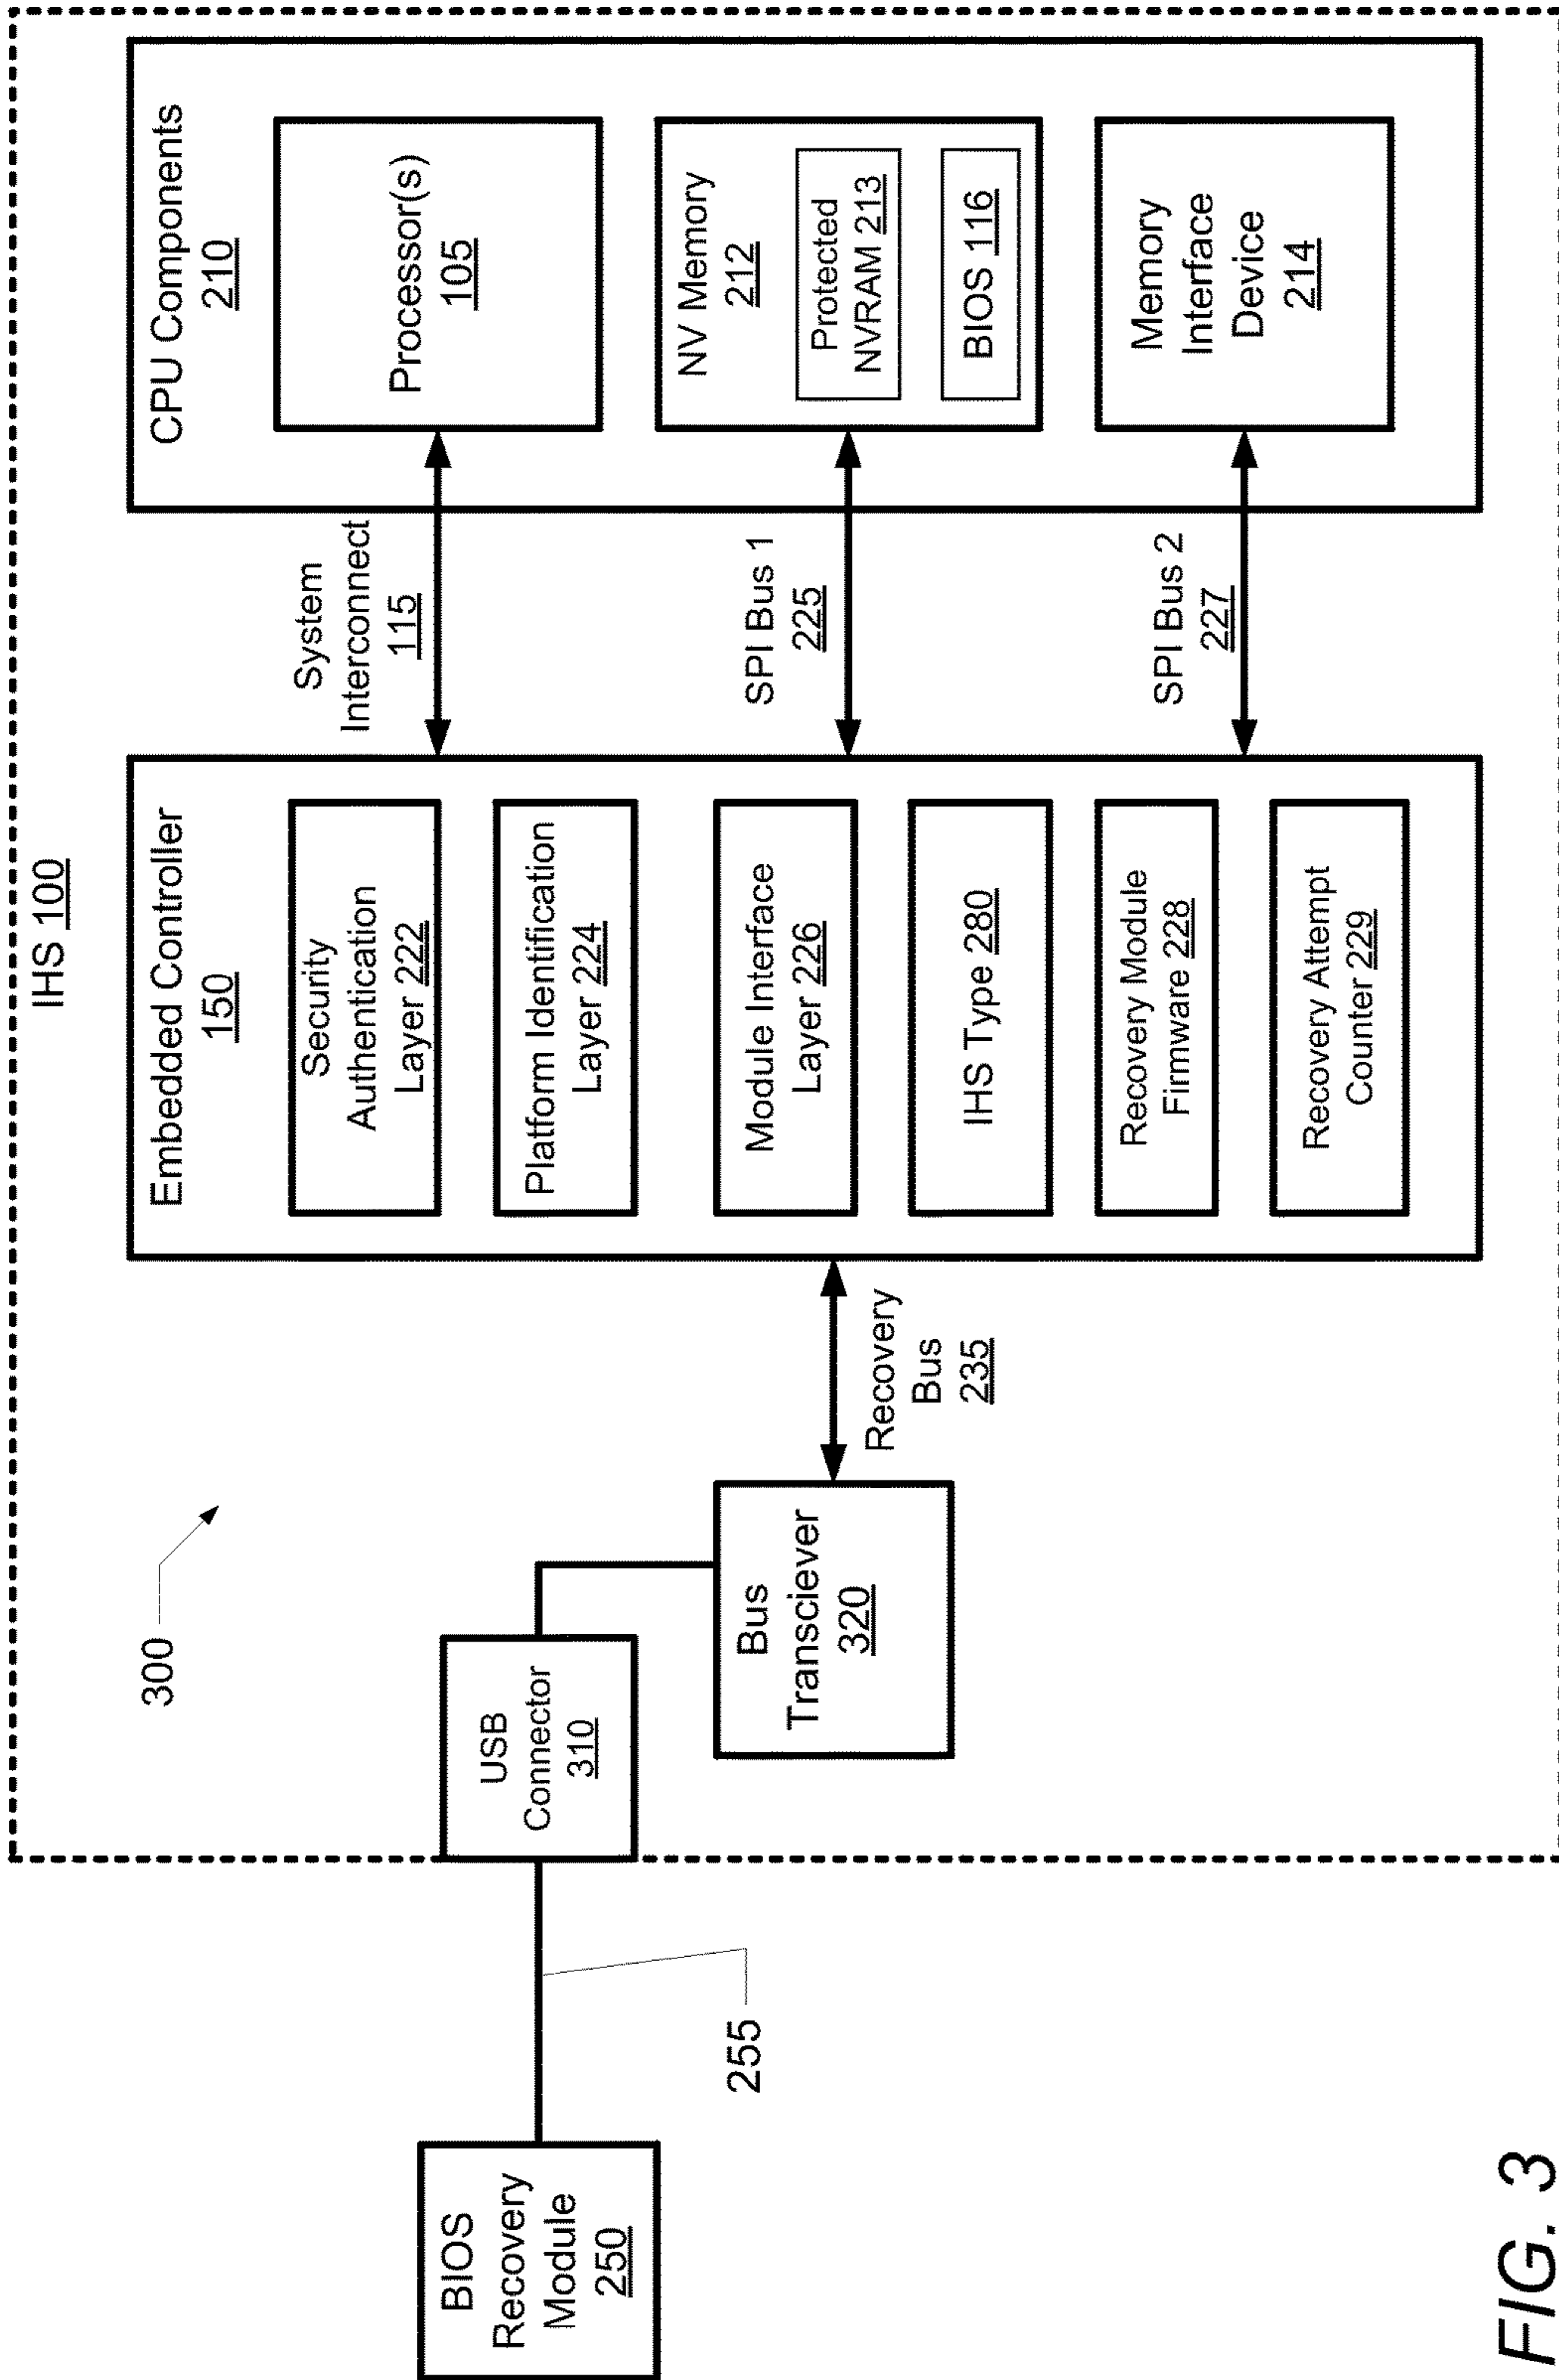 IHS 100
300
BIOS
Recovery
Module
250
255
USB
Connector
310
Bus
Transciever
320
Recovery
Bus
235
Embedded Controller
150
Security
Authentication
Layer 222
Platform Identification
Layer 224
Module Interface
Layer 226
IHS Type 280
Recovery Module
Firmware 228
Recovery Attempt
Counter 229
System
Interconnect
115
SPI Bus 1
225
SPI Bus 2
227
CPU Components
210
Processor(s)
105
NV Memory
212
Protected
NVRAM 213
BIOS 116
Memory
Interface
Device
214
FIG. 3